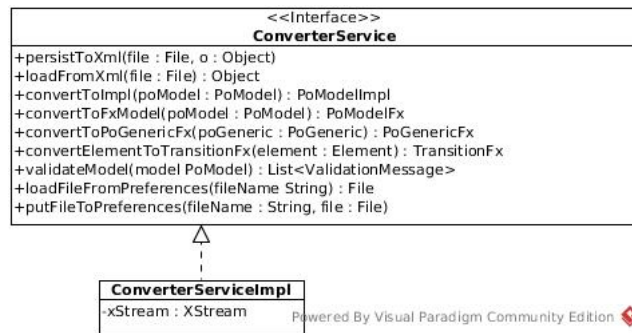 <<Interface>>
ConverterService
+persistToXml(file : File, o : Object)
+loadFromXml(file : File) : Object
+convertToImpl(poModel : PoModel) : PoModelImpl
+convertToFxModel(poModel : PoModel) : PoModelFx
+convertToPoGenericFx(poGeneric : PoGeneric) : PoGenericFx
+convertElementToTransitionFx(element : Element) : TransitionFx
+validateModel(model PoModel) : List<ValidationMessage>
+loadFileFromPreferences(fileName String) : File
+putFileToPreferences(fileName : String, file : File)
ConverterServiceImpl
-xStream : XStream
Powered By Visual Paradigm Community Edition